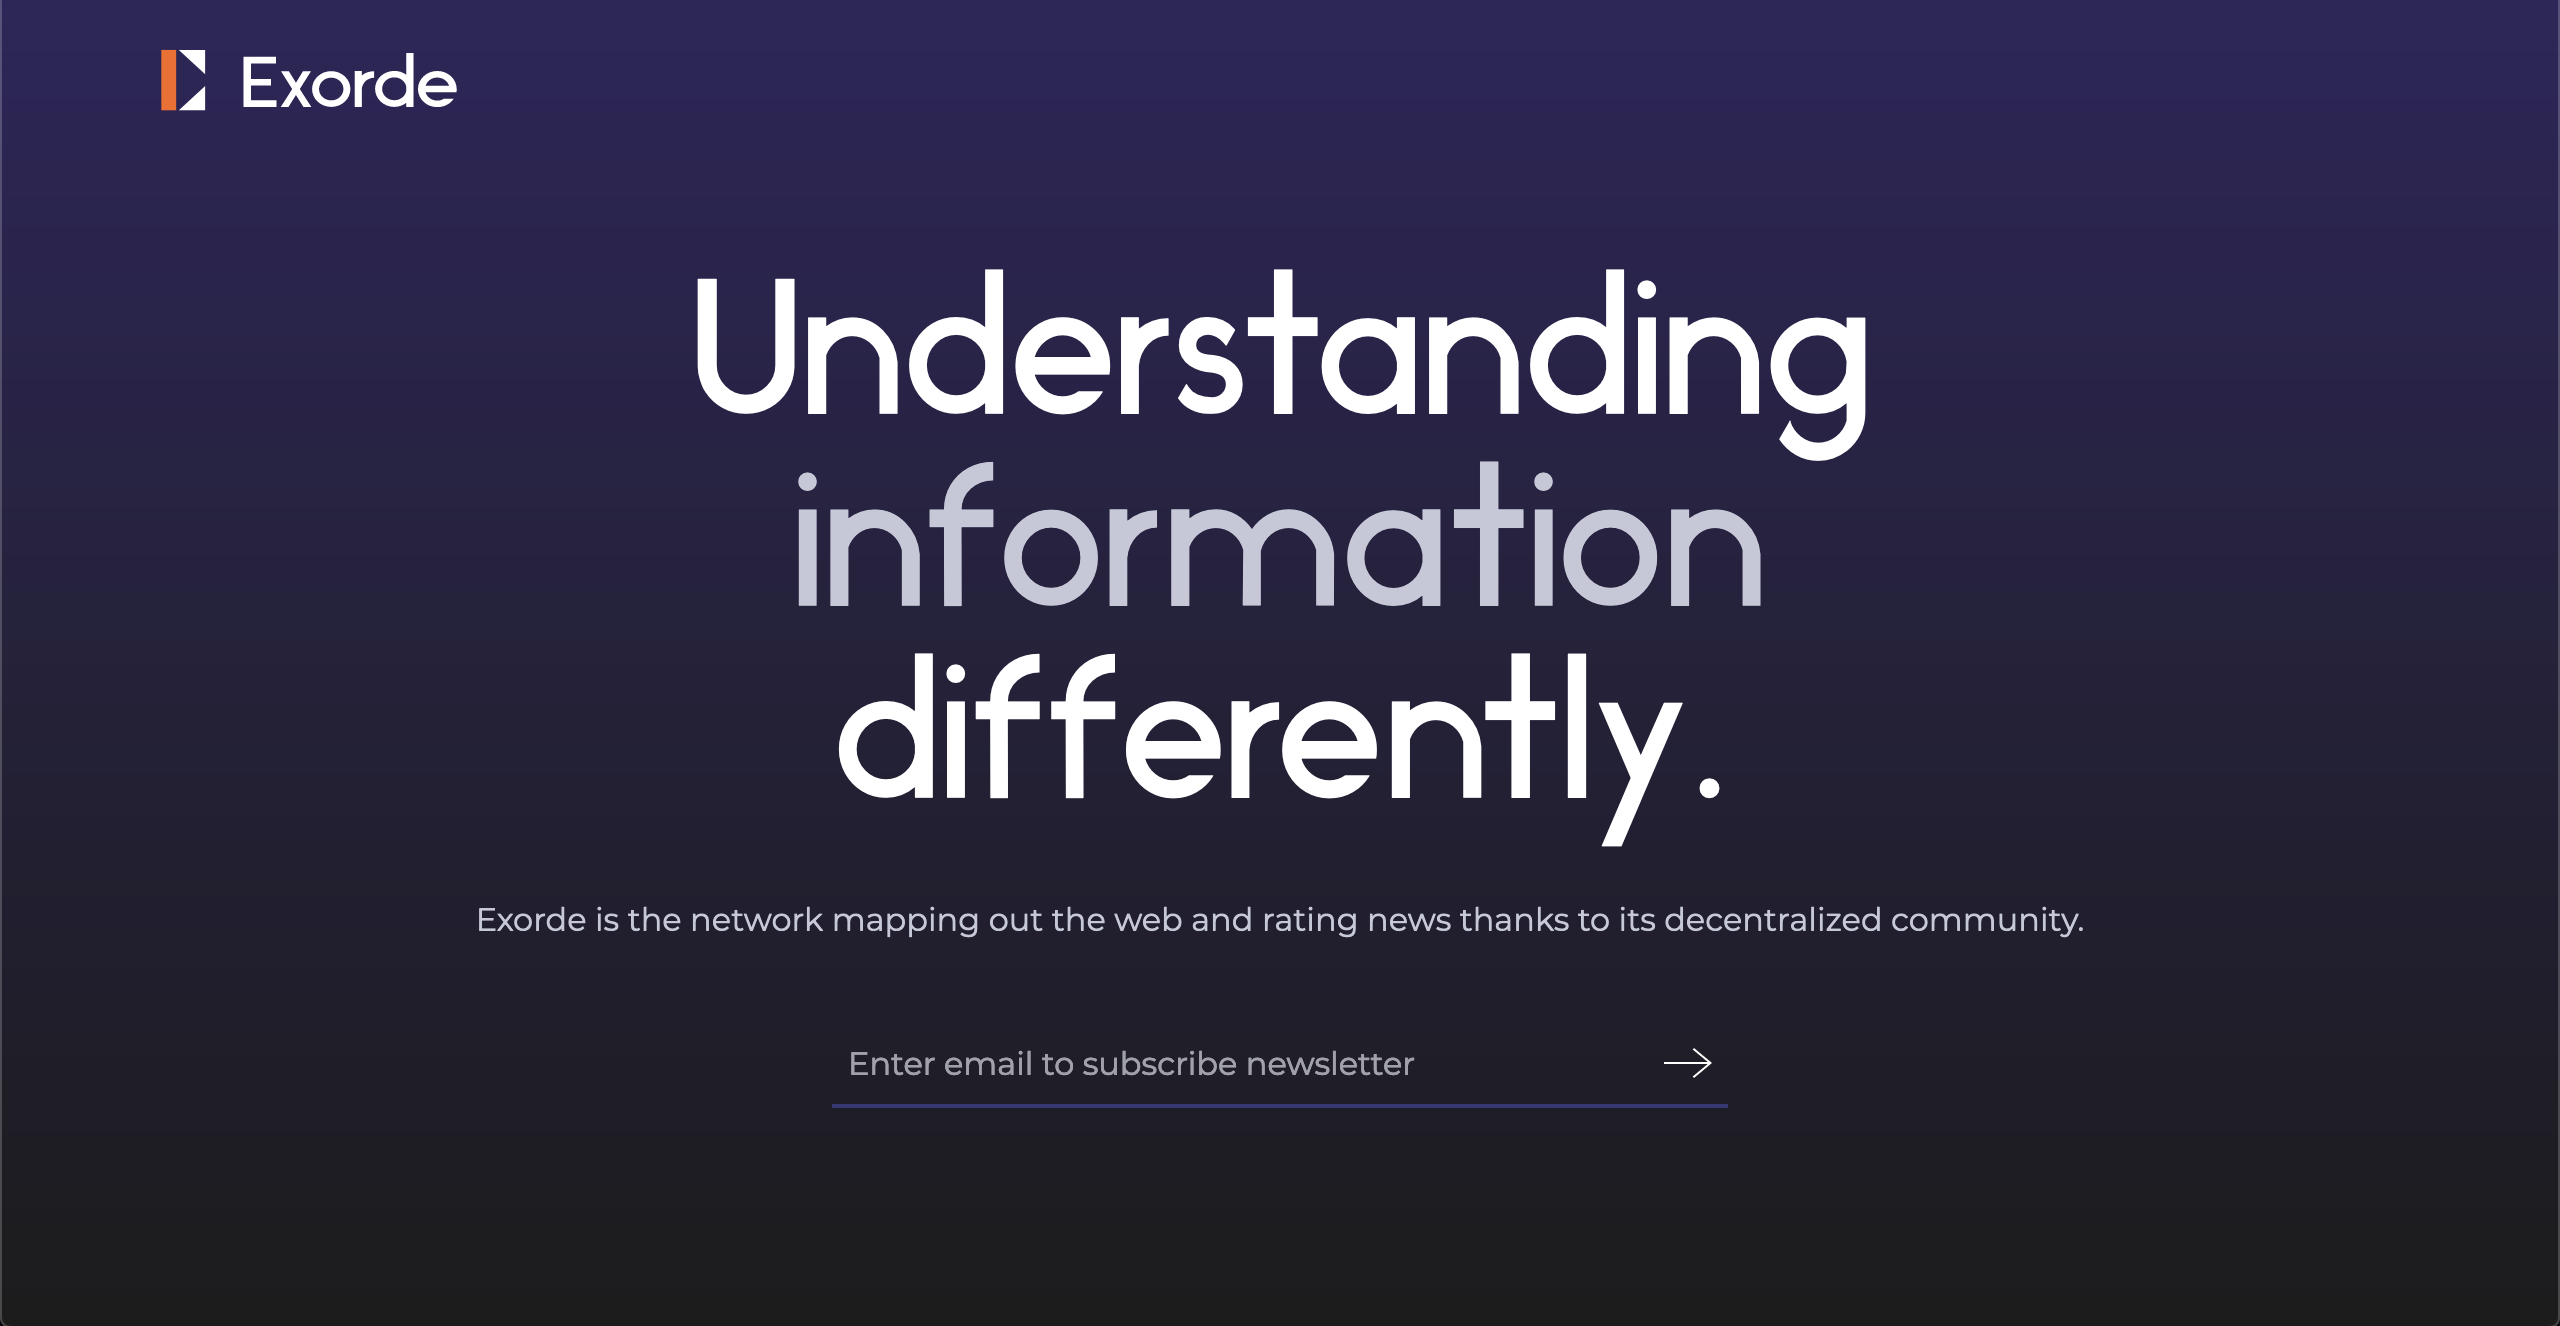 Exorde
Understanding
information
differently.
Exorde is the network mapping out the web and rating news thanks to its decentralized community.
Enter email to subscribe newsletter